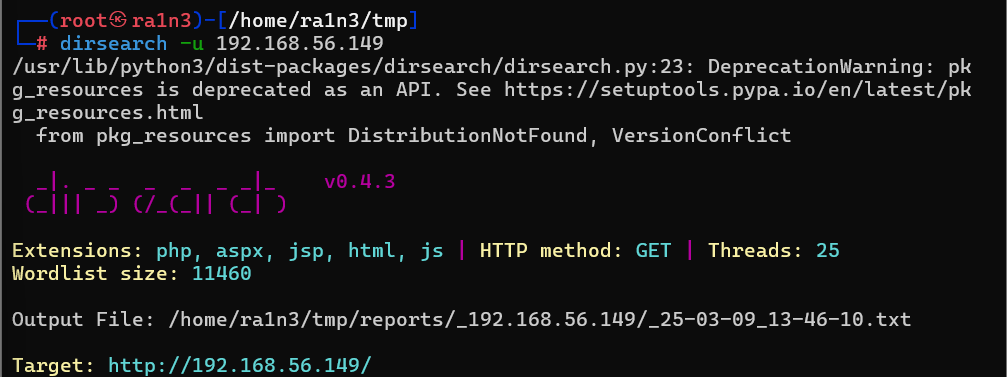 ┌──(root㉿ra1n3)-[/home/ra1n3/tmp]
└─# dirsearch -u 192.168.56.149
/usr/lib/python3/dist-packages/dirsearch/dirsearch.py:23: DeprecationWarning: pk
g_resources is deprecated as an API. See https://setuptools.pypa.io/en/latest/pk
g_resources.html
  from pkg_resources import DistributionNotFound, VersionConflict
  _|. _ _  _  _  _ _|_    v0.4.3
 (_||| _) (/_(_|| (_| )
Extensions: php, aspx, jsp, html, js | HTTP method: GET | Threads: 25
Wordlist size: 11460
Output File: /home/ra1n3/tmp/reports/_192.168.56.149/_25-03-09_13-46-10.txt
Target: http://192.168.56.149/